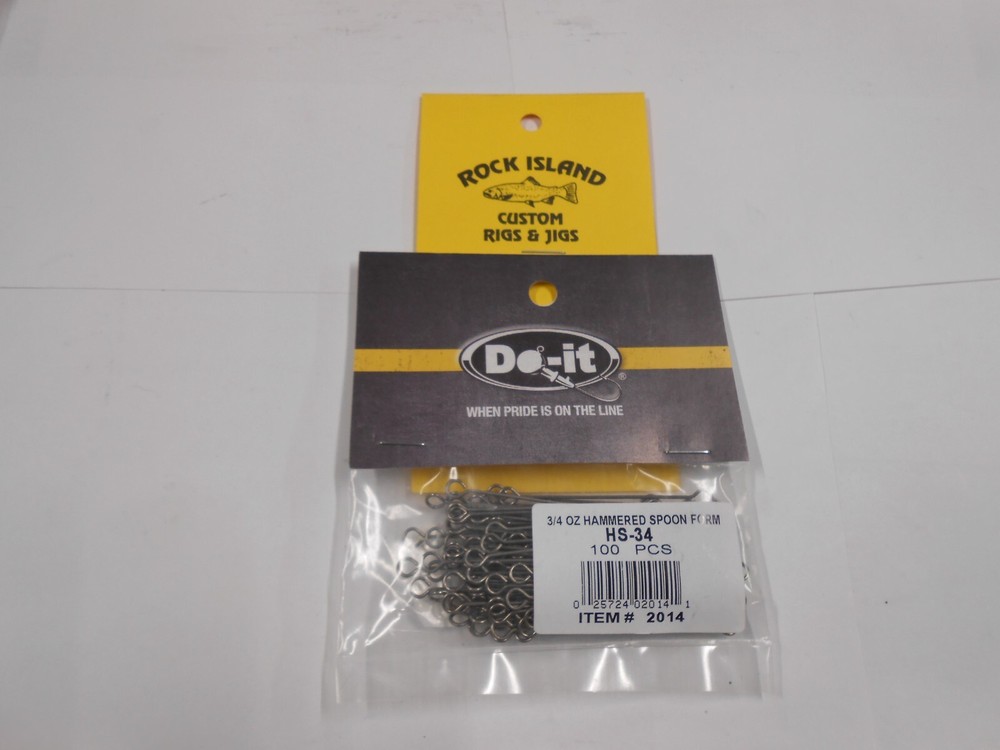 ROCK ISLAND
CUSTOM
RIGS & JIGS
Do-it
®
WHEN PRIDE IS ON THE LINE
3/4 OZ HAMMERED SPOON FORM
HS-34
100 PCS
0 25724 02014 1
ITEM # 2014